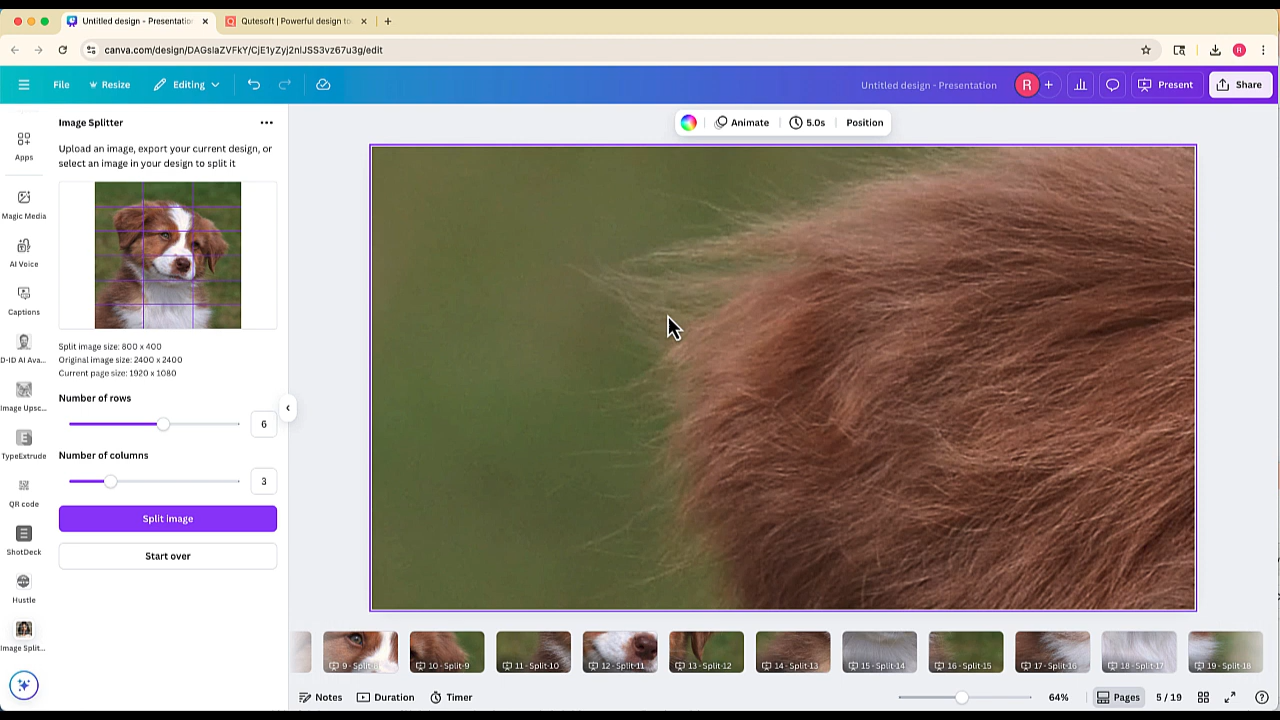 Untitled design - Presentatio
Qutesoft | Powerful design to
canva.com/design/DAGslaZVFkY/CjE1yZyj2nlJSS3vz67u3g/edit
R
File
Resize
Editing
Untitled design - Presentation
R
Present
Share
Apps
Magic Media
AI Voice
Captions
D-ID AI Ava...
Image Upsc...
TypeExtrude
QR code
ShotDeck
Hustle
Image Split...
Image Splitter
Upload an image, export your current design, or
select an image in your design to split it
Split image size: 800 x 400
Original image size: 2400 x 2400
Current page size: 1920 x 1080
Number of rows
6
Number of columns
3
Split image
Start over
Animate
5.0s
Position
9 - Split-8
10 - Split-9
11 - Split-10
12 - Split-11
13 - Split-12
14 - Split-13
15 - Split-14
16 - Split-15
17 - Split-16
18 - Split-17
19 - Split-18
Notes
Duration
Timer
64%
Pages
5 / 19